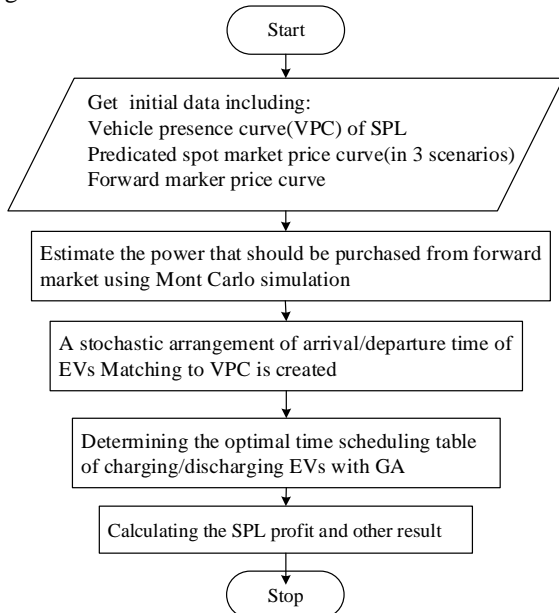 Start
Get initial data including:
Vehicle presence curve(VPC) of SPL
Predicated spot market price curve(in 3 scenarios)
Forward marker price curve
Estimate the power that should be purchased from forward
market using Mont Carlo simulation
A stochastic arrangement of arrival/departure time of
EVs Matching to VPC is created
Determining the optimal time scheduling table
of charging/discharging EVs with GA
Calculating the SPL profit and other result
Stop